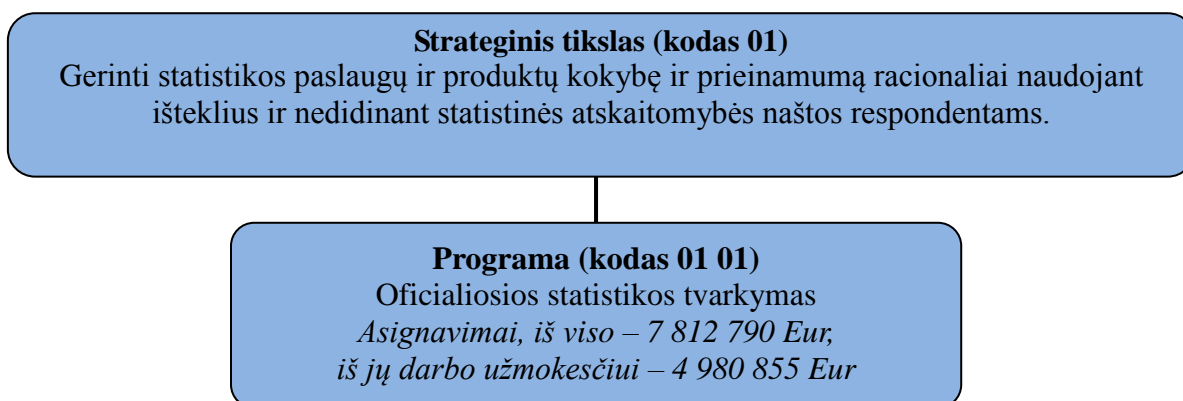 Strateginis tikslas (kodas 01)
Gerinti statistikos paslaugų ir produktų kokybę ir prieinamumą racionaliai naudojant
išteklius ir nedidinant statistinės atskaitomybės naštos respondentams.
Programa (kodas 01 01)
Oficialiosios statistikos tvarkymas
Asignavimai, iš viso – 7 812 790 Eur,
iš jų darbo užmokesčiui – 4 980 855 Eur